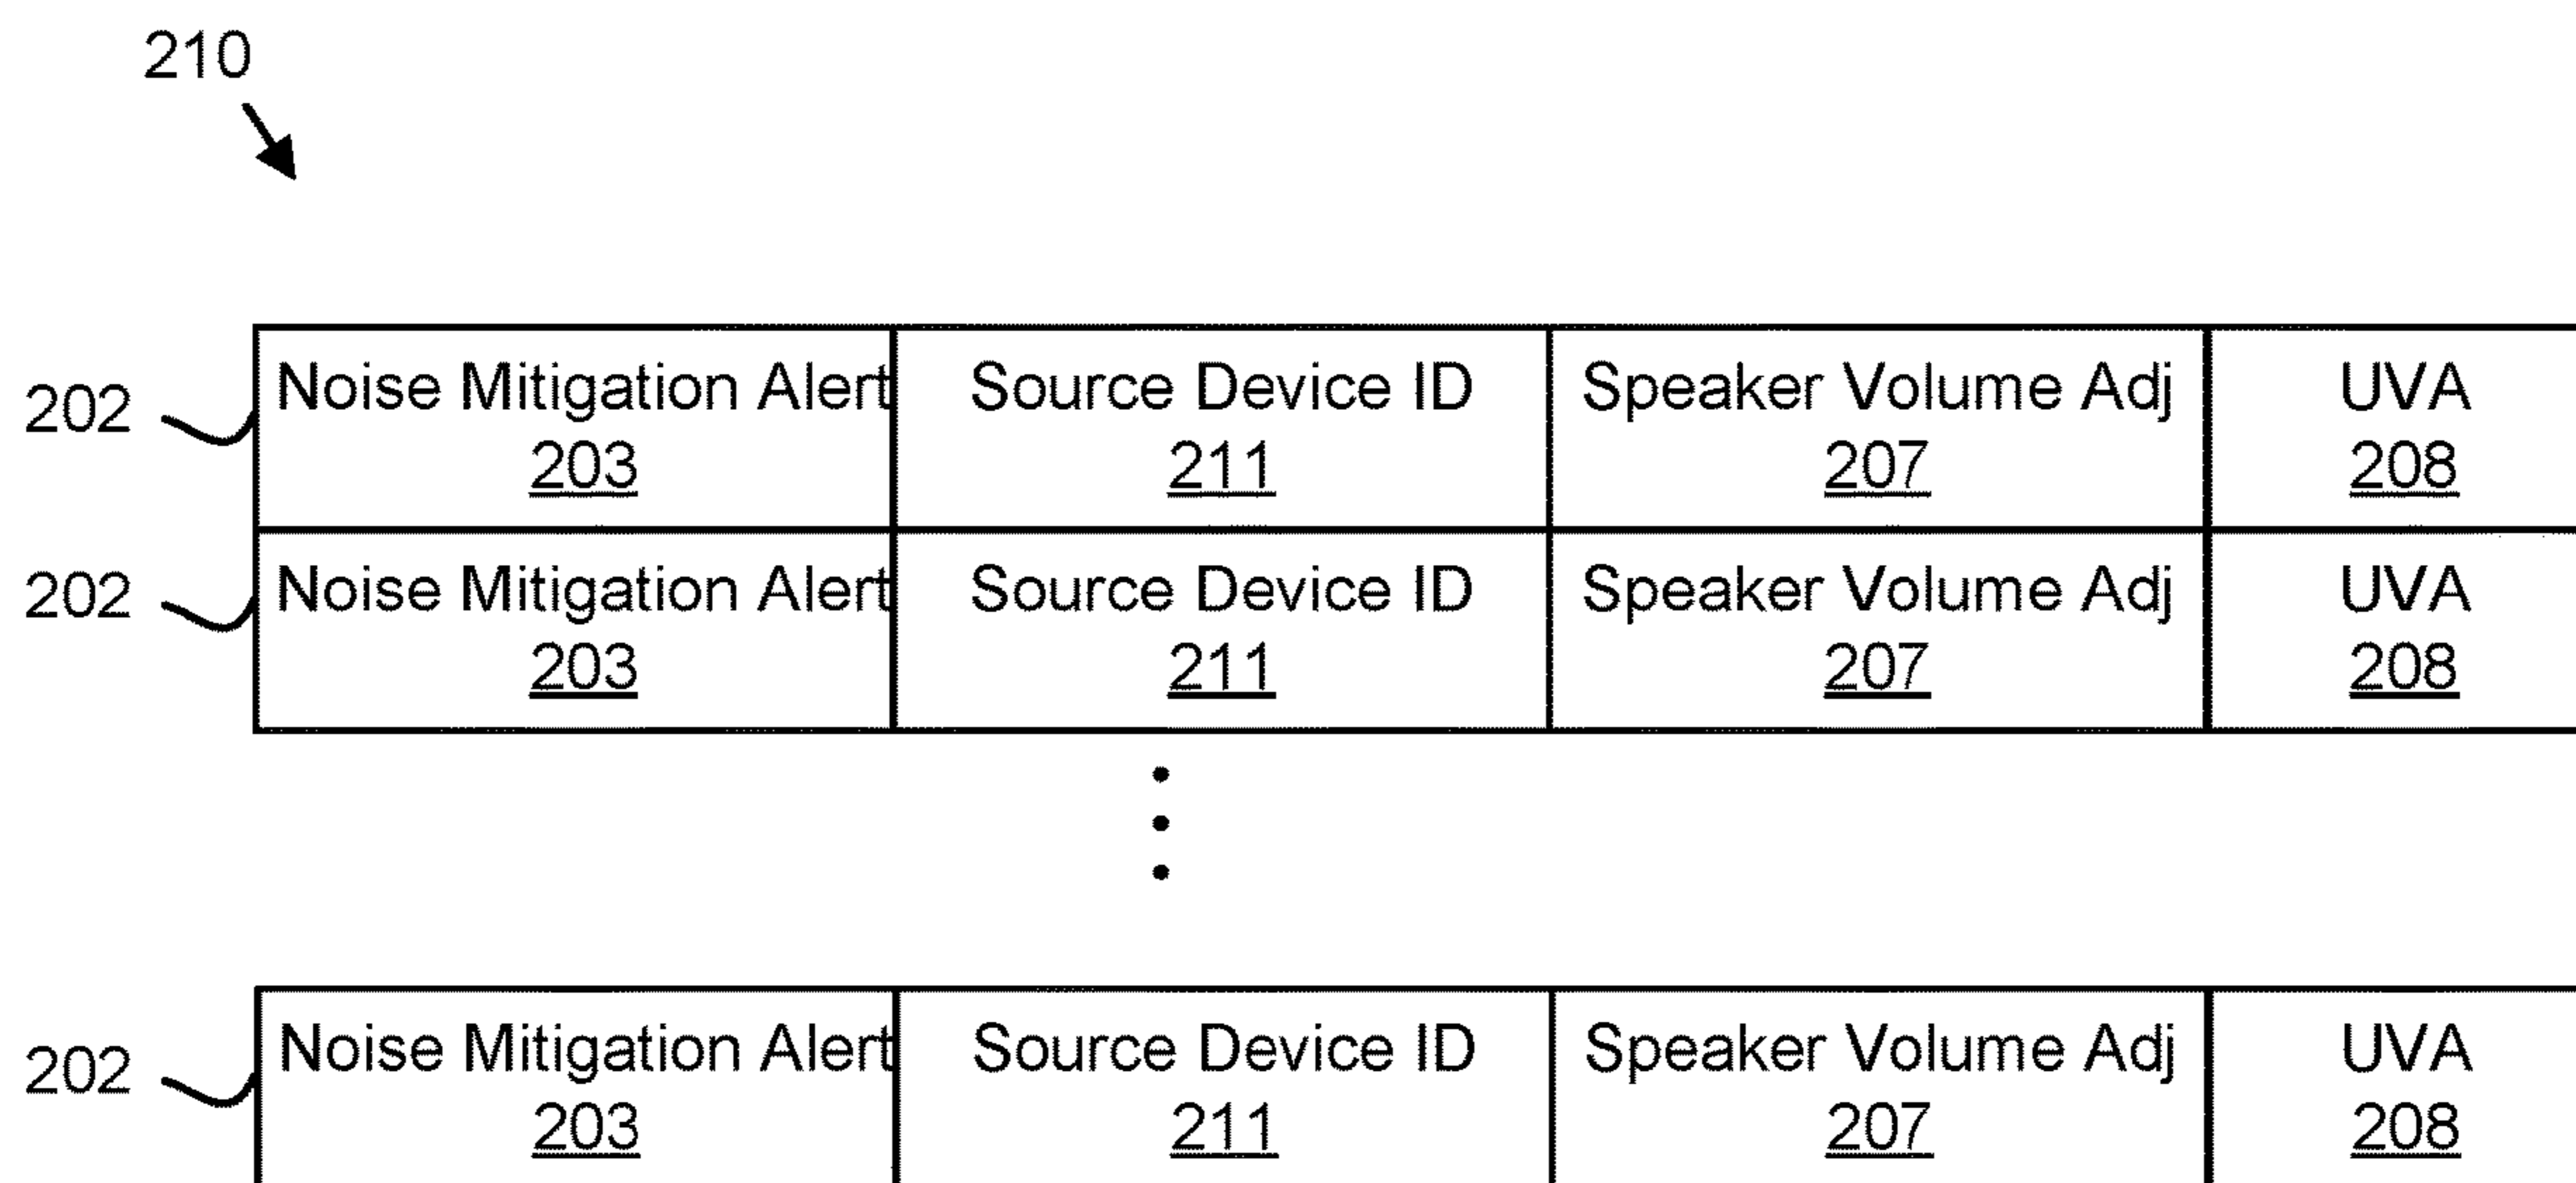 210
202 Noise Mitigation Alert Source Device ID Speaker Volume Adj UVA
203 211 207 208
202 Noise Mitigation Alert Source Device ID Speaker Volume Adj UVA
203 211 207 208
202 Noise Mitigation Alert Source Device ID Speaker Volume Adj UVA
203 211 207 208